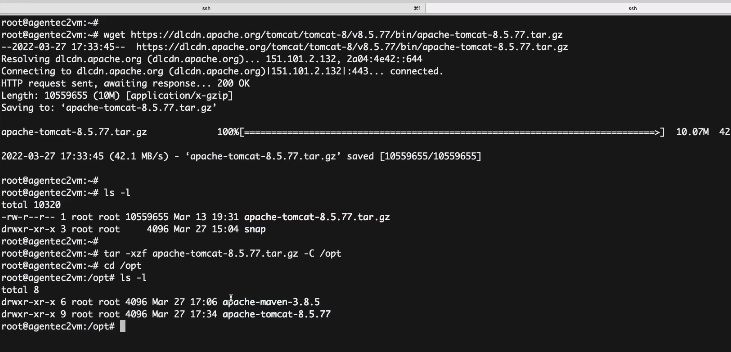 ssh ⌘1 ssh
root@agentec2vm:~#
root@agentec2vm:~# wget https://dlcdn.apache.org/tomcat/tomcat-8/v8.5.77/bin/apache-tomcat-8.5.77.tar.gz
--2022-03-27 17:33:45--  https://dlcdn.apache.org/tomcat/tomcat-8/v8.5.77/bin/apache-tomcat-8.5.77.tar.gz
Resolving dlcdn.apache.org (dlcdn.apache.org)... 151.101.2.132, 2a04:4e42::644
Connecting to dlcdn.apache.org (dlcdn.apache.org)|151.101.2.132|:443... connected.
HTTP request sent, awaiting response... 200 OK
Length: 10559655 (10M) [application/x-gzip]
Saving to: ‘apache-tomcat-8.5.77.tar.gz’
apache-tomcat-8.5.77.tar.gz 100%[===================================================================>] 10.07M 42
2022-03-27 17:33:45 (42.1 MB/s) - ‘apache-tomcat-8.5.77.tar.gz’ saved [10559655/10559655]
root@agentec2vm:~#
root@agentec2vm:~# ls -l
total 10320
-rw-r--r-- 1 root root 10559655 Mar 13 19:31 apache-tomcat-8.5.77.tar.gz
drwxr-xr-x 3 root root     4096 Mar 27 15:04 snap
root@agentec2vm:~#
root@agentec2vm:~# tar -xzf apache-tomcat-8.5.77.tar.gz -C /opt
root@agentec2vm:~# cd /opt
root@agentec2vm:/opt# ls -l
total 8
drwxr-xr-x 6 root root 4096 Mar 27 17:06 apache-maven-3.8.5
drwxr-xr-x 9 root root 4096 Mar 27 17:34 apache-tomcat-8.5.77
root@agentec2vm:/opt#